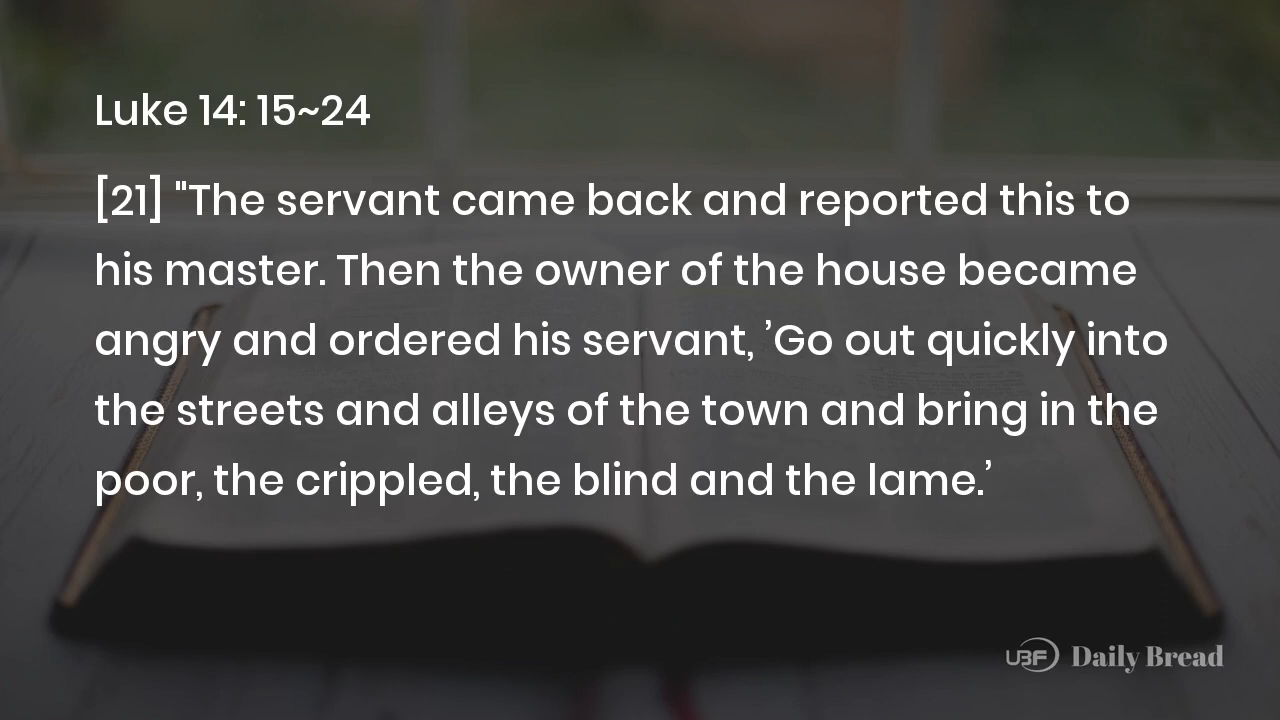 Luke 14: 15~24
[21] "The servant came back and reported this to
his master. Then the owner of the house became
angry and ordered his servant, ’Go out quickly into
the streets and alleys of the town and bring in the
poor, the crippled, the blind and the lame.’
UBF Daily Bread